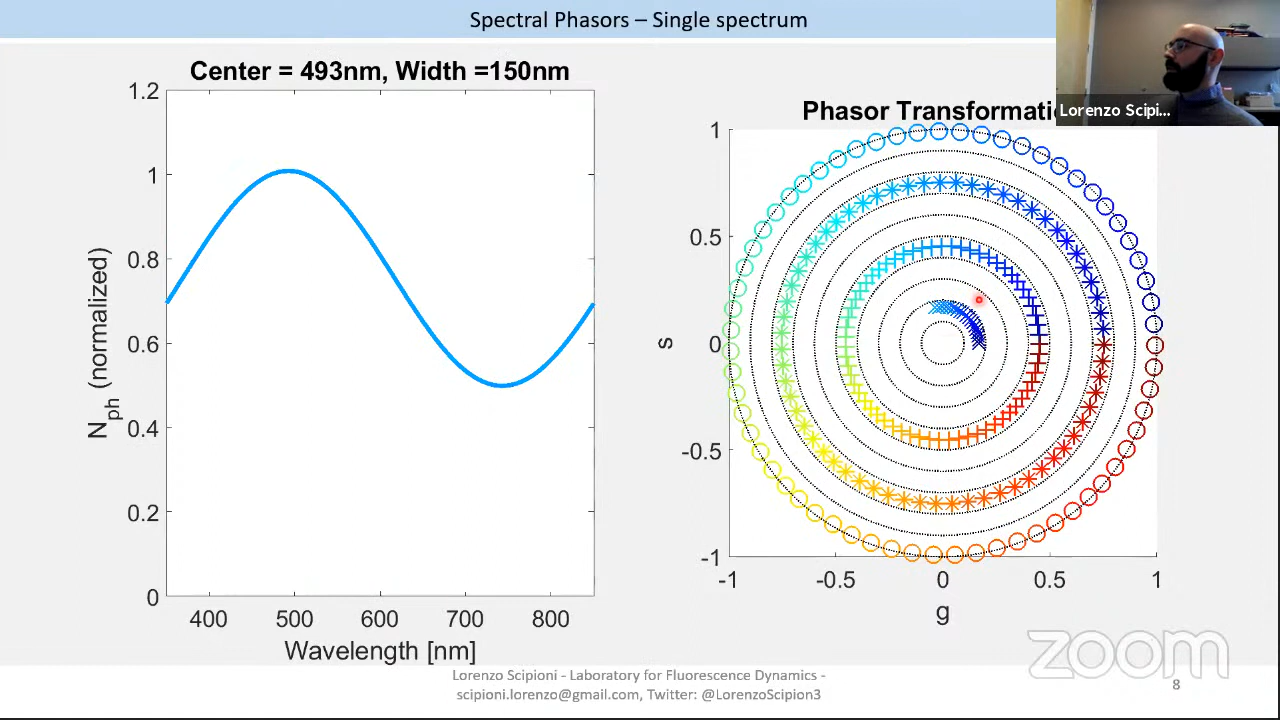 Spectral Phasors – Single spectrum
Center = 493nm, Width =150nm
1.2
1
0.8
0.6
0.4
0.2
0
N_ph (normalized)
400 500 600 700 800
Wavelength [nm]
Phasor Transformati
1
0.5
0
-0.5
-1
s
-1 -0.5 0 0.5 1
g
Lorenzo Scipi...
zoom
Lorenzo Scipioni - Laboratory for Fluorescence Dynamics -
scipioni.lorenzo@gmail.com, Twitter: @LorenzoScipion3
8